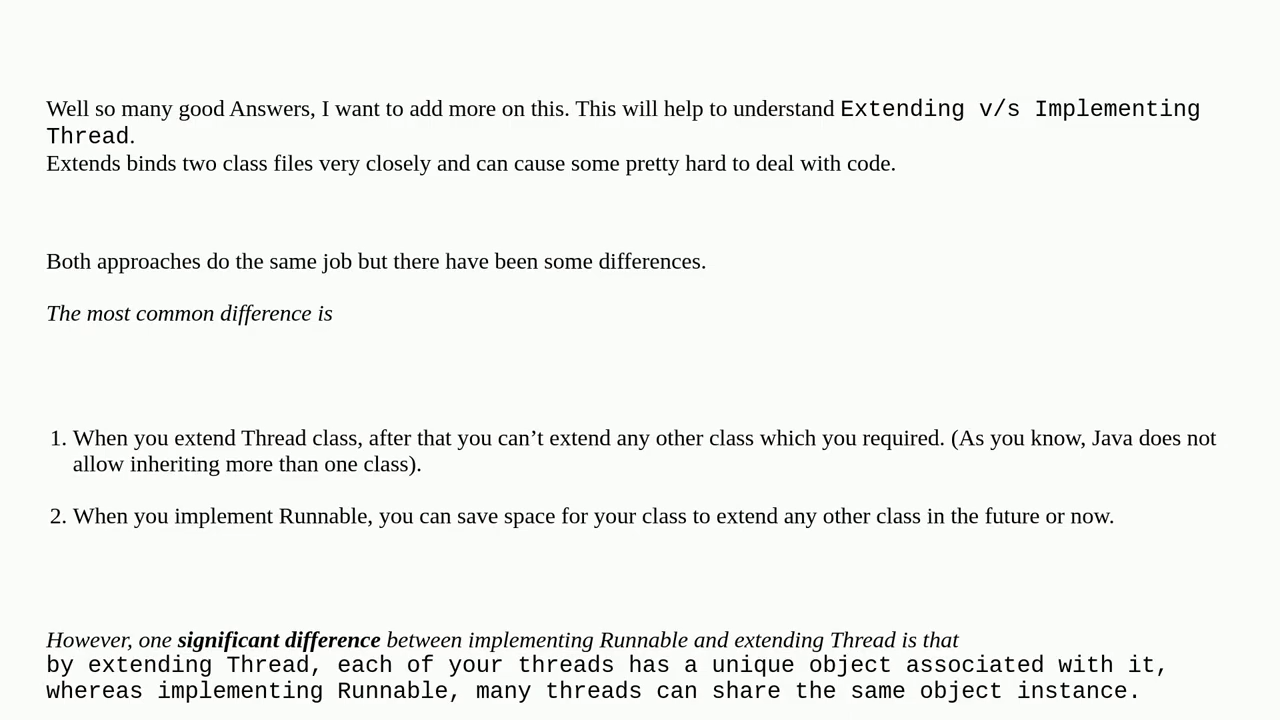 Well so many good Answers, I want to add more on this. This will help to understand Extending v/s Implementing
Thread.
Extends binds two class files very closely and can cause some pretty hard to deal with code.
Both approaches do the same job but there have been some differences.
The most common difference is
1. When you extend Thread class, after that you can’t extend any other class which you required. (As you know, Java does not
allow inheriting more than one class).
2. When you implement Runnable, you can save space for your class to extend any other class in the future or now.
However, one significant difference between implementing Runnable and extending Thread is that
by extending Thread, each of your threads has a unique object associated with it,
whereas implementing Runnable, many threads can share the same object instance.